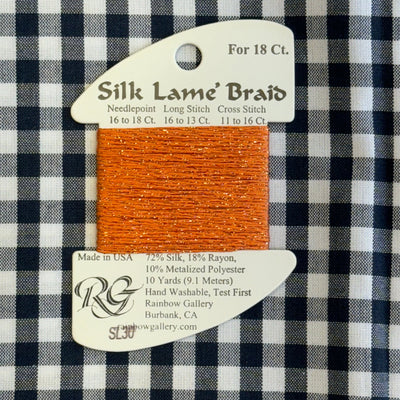 For 18 Ct.
Silk Lamé Braid
Needlepoint Long Stitch Cross Stitch
16 to 18 Ct. 16 to 13 Ct. 11 to 16 Ct.
Made in USA 72% Silk, 18% Rayon,
10% Metalized Polyester
10 Yards (9.1 Meters)
RG Hand Washable, Test First
Rainbow Gallery
Burbank, CA
rainbowgallery.com
SL30